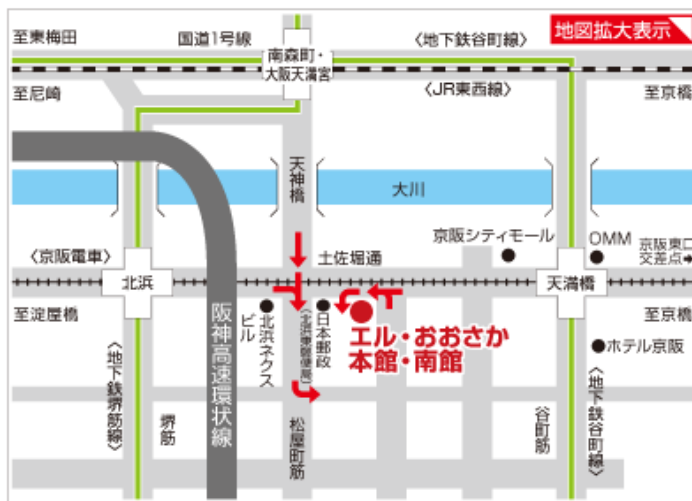 地図拡大表示
至東梅田
国道1号線
南森町・
大阪天満宮
〈地下鉄谷町線〉
至尼崎
〈JR東西線〉
至京橋
天神橋
大川
〈京阪電車〉
土佐堀通
京阪シティモール
OMM
京阪東口
交差点
北浜
天満橋
至淀屋橋
至京橋
阪神高速環状線
北浜ネクス
ビル
(北浜東郵便局)
日本郵政
エル・おおさか
本館・南館
ホテル京阪
〈地下鉄堺筋線〉
堺筋
松屋町筋
谷町筋
〈地下鉄谷町線〉